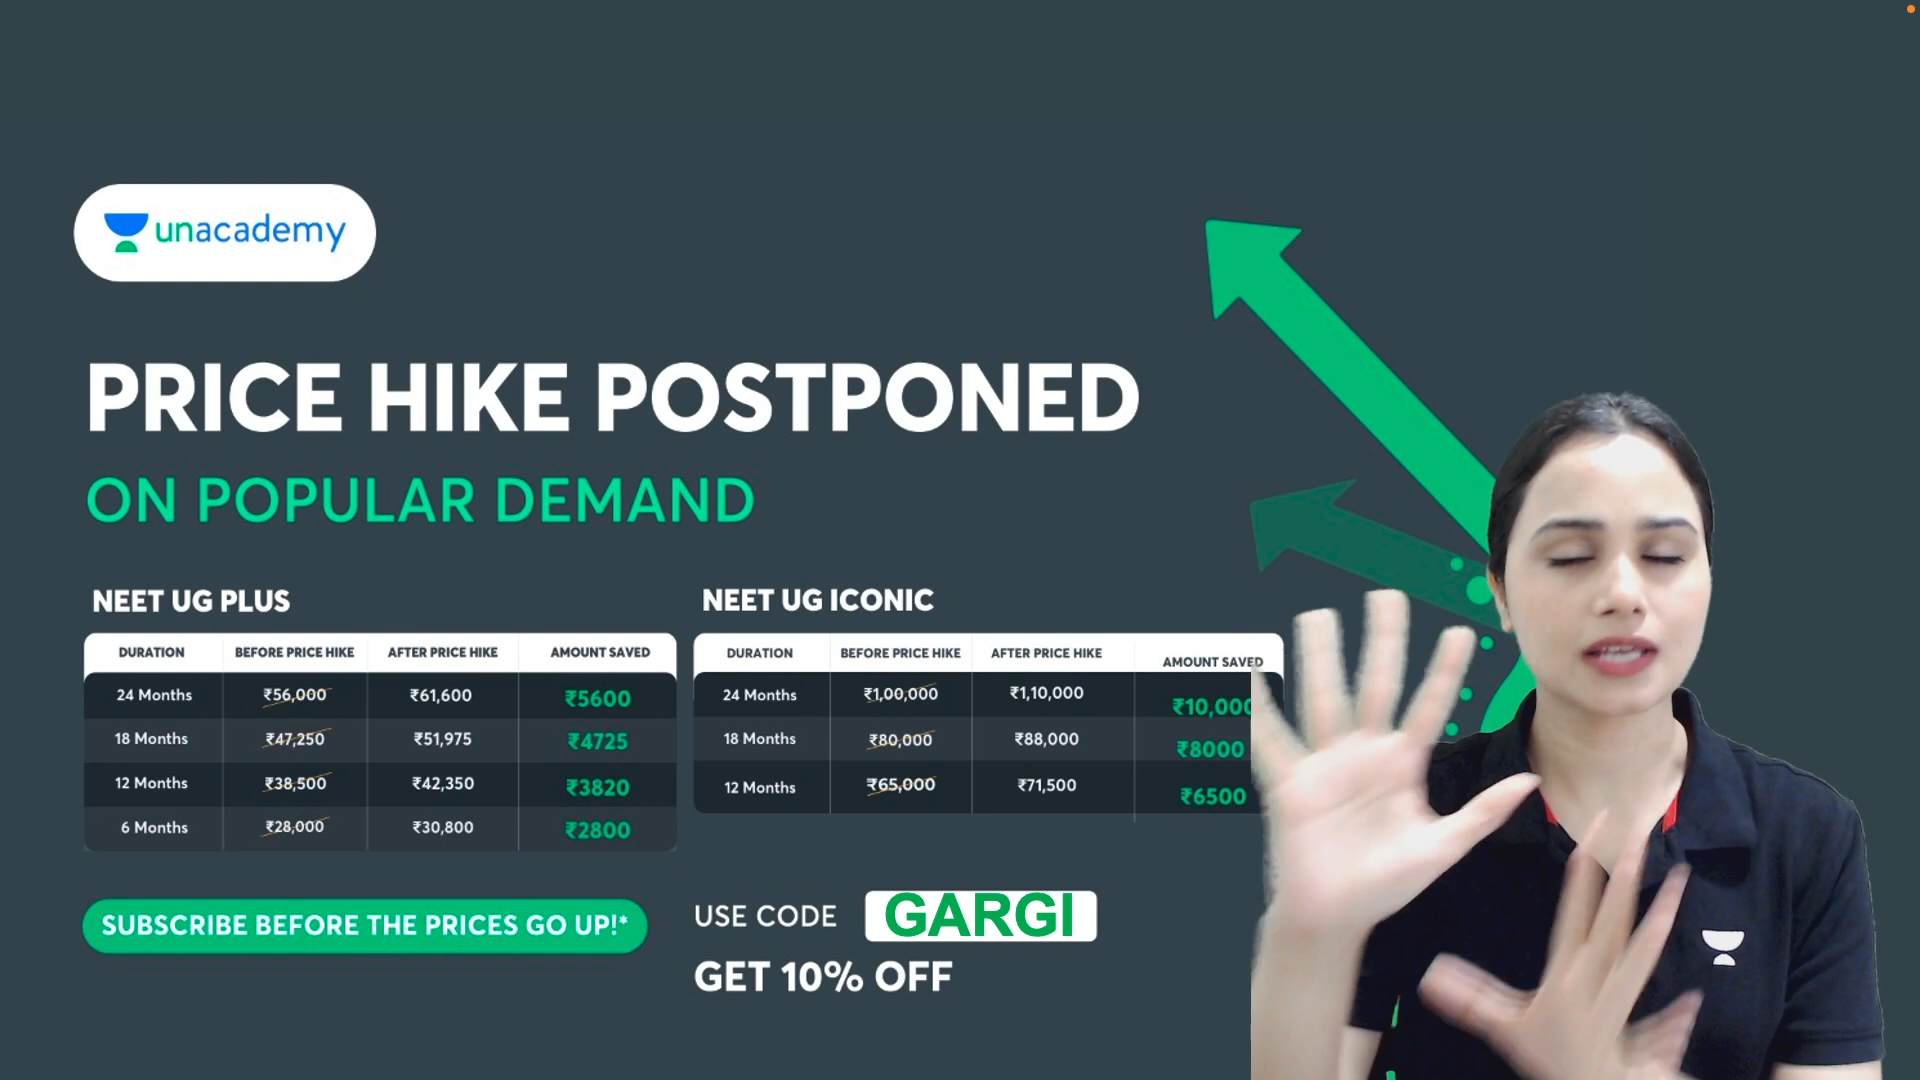 unacademy
PRICE HIKE POSTPONED
ON POPULAR DEMAND
NEET UG PLUS
DURATION BEFORE PRICE HIKE AFTER PRICE HIKE AMOUNT SAVED
24 Months ₹56,000 ₹61,600 ₹5600
18 Months ₹47,250 ₹51,975 ₹4725
12 Months ₹38,500 ₹42,350 ₹3820
6 Months ₹28,000 ₹30,800 ₹2800
NEET UG ICONIC
DURATION BEFORE PRICE HIKE AFTER PRICE HIKE AMOUNT SAVED
24 Months ₹1,00,000 ₹1,10,000 ₹10,000
18 Months ₹80,000 ₹88,000 ₹8000
12 Months ₹65,000 ₹71,500 ₹6500
SUBSCRIBE BEFORE THE PRICES GO UP!*
USE CODE GARGI
GET 10% OFF